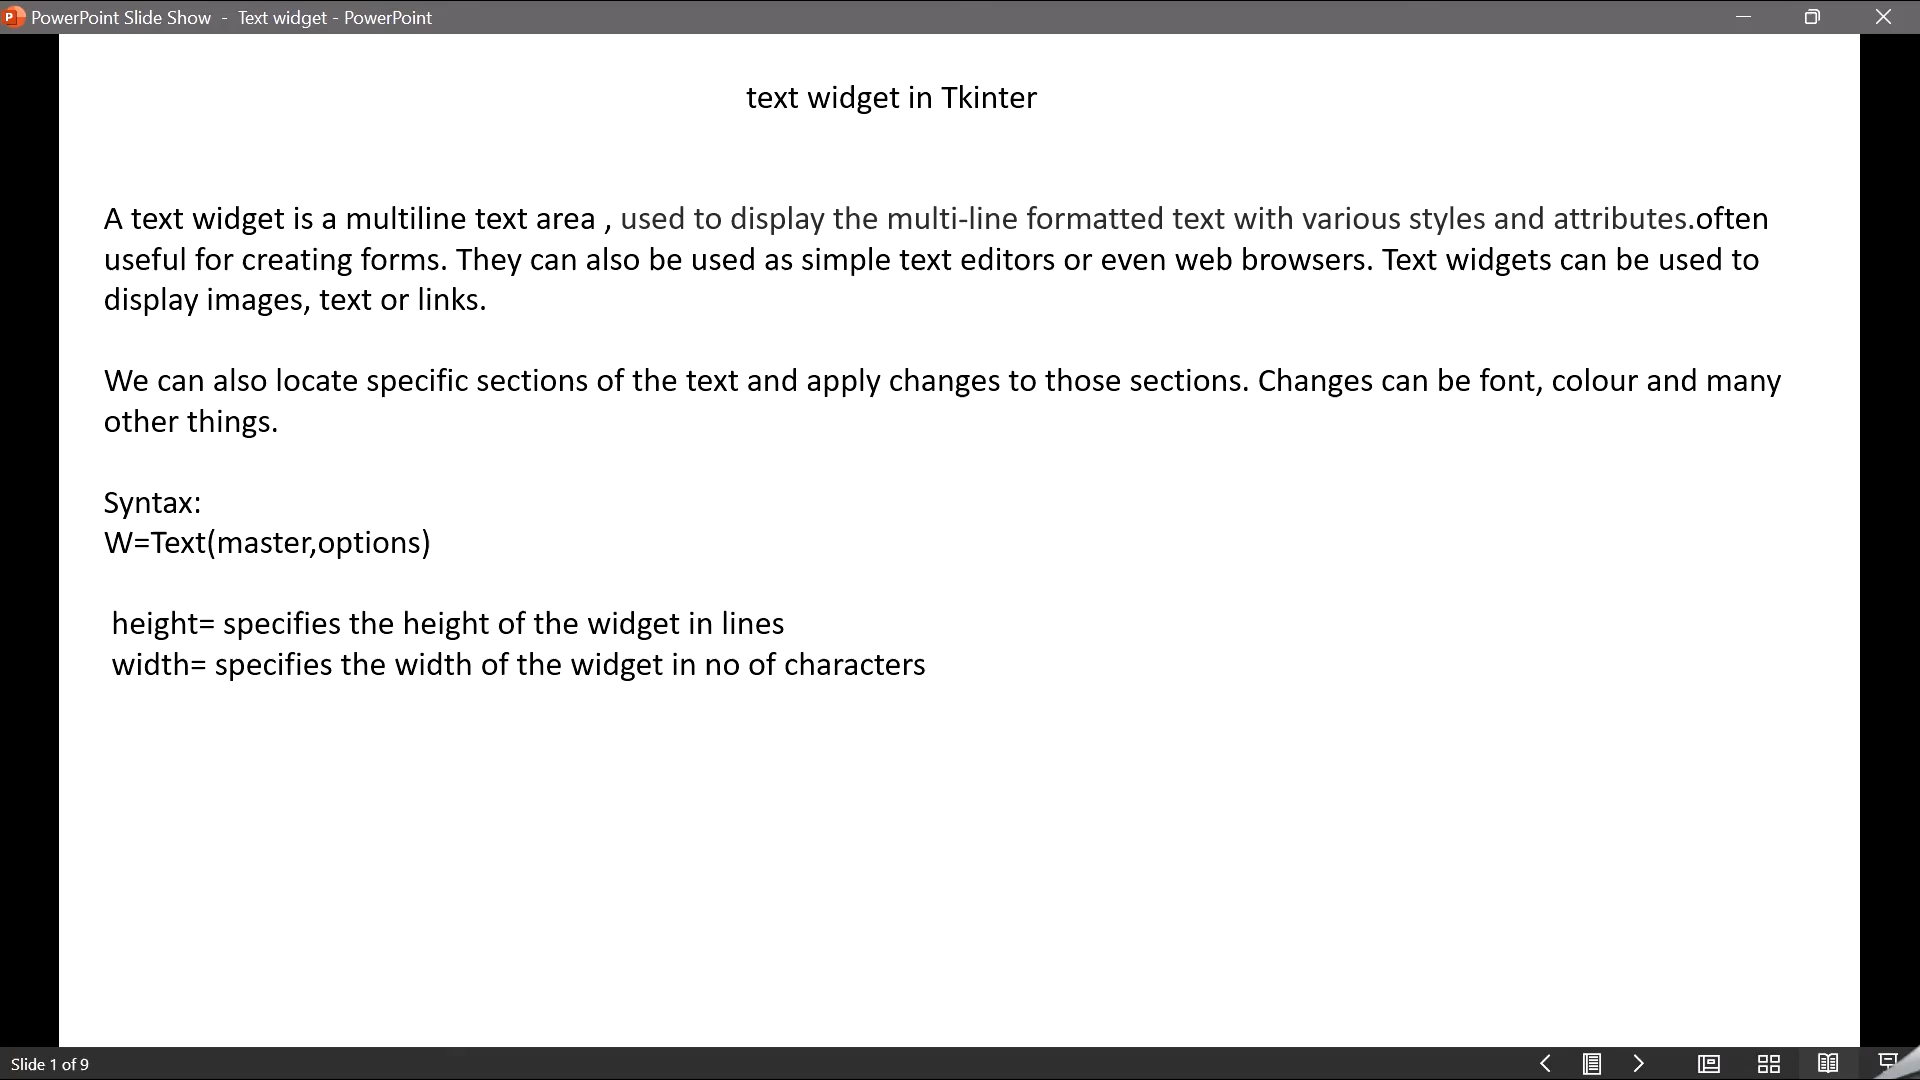 PowerPoint Slide Show - Text widget - PowerPoint
text widget in Tkinter
A text widget is a multiline text area , used to display the multi-line formatted text with various styles and attributes.often
useful for creating forms. They can also be used as simple text editors or even web browsers. Text widgets can be used to
display images, text or links.
We can also locate specific sections of the text and apply changes to those sections. Changes can be font, colour and many
other things.
Syntax:
W=Text(master,options)
height= specifies the height of the widget in lines
width= specifies the width of the widget in no of characters
Slide 1 of 9